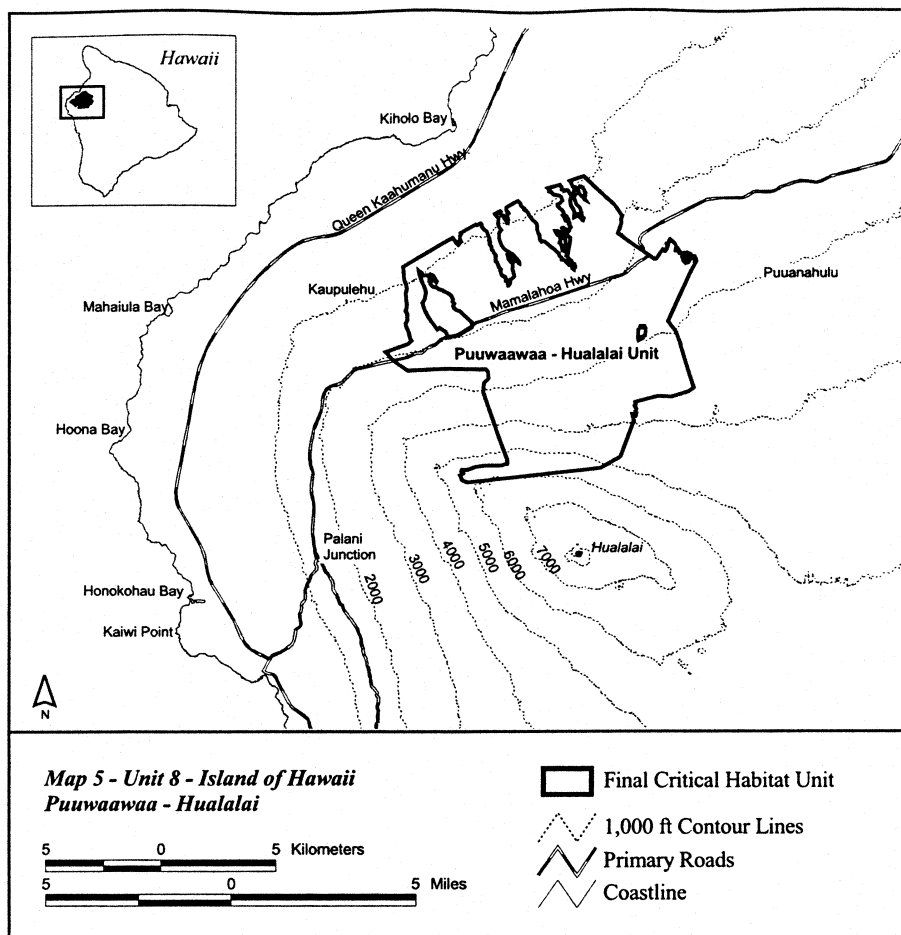 Hawaii
Kiholo Bay
Queen Kaahumanu Hwy
Kaupulehu
Mamalahoa Hwy
Puuanahulu
Mahaiula Bay
Puuwaawaa - Hualalai Unit
Hoona Bay
Palani
Junction
2000
3000
4000
5000
6000
7000
Hualalai
Honokohau Bay
Kaiwi Point
N
Map 5 - Unit 8 - Island of Hawaii
Puuwaawaa - Hualalai
5 0 5 Kilometers
5 0 5 Miles
Final Critical Habitat Unit
1,000 ft Contour Lines
Primary Roads
Coastline